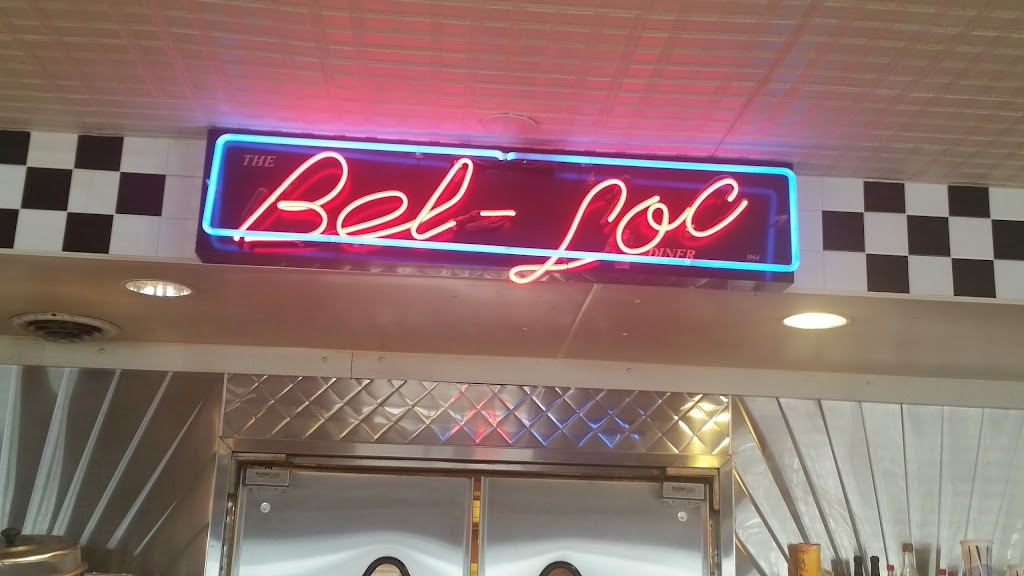 THE
Bel-Loc
DINER
1964